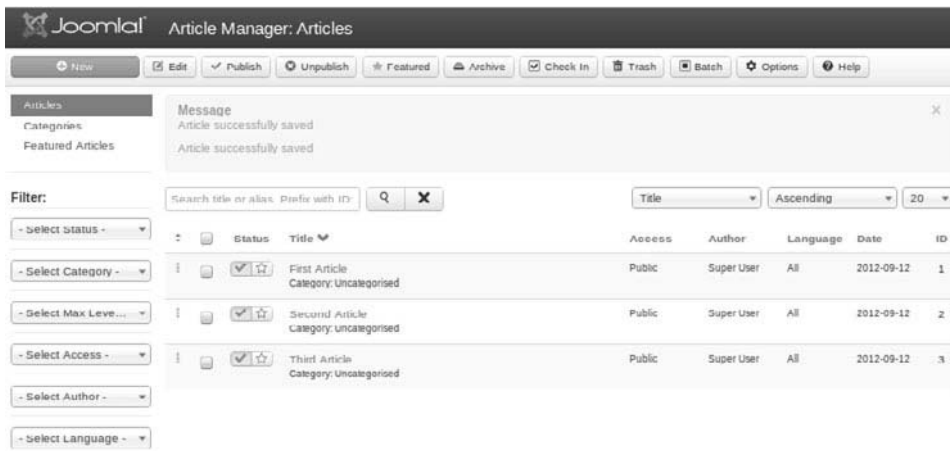 Joomla! Article Manager: Articles
New Edit Publish Unpublish Featured Archive Check In Trash Batch Options Help
Articles
Categories
Featured Articles
Message
Article successfully saved
Article successfully saved
Filter:
- Select Status -
- Select Category -
- Select Max Leve...
- Select Access -
- Select Author -
- Select Language -
Search title or alias. Prefix with ID:
Title Ascending 20
Status Title Access Author Language Date ID
First Article Public Super User All 2012-09-12 1
Category: Uncategorised
Second Article Public Super User All 2012-09-12 2
Category: Uncategorised
Third Article Public Super User All 2012-09-12 3
Category: Uncategorised